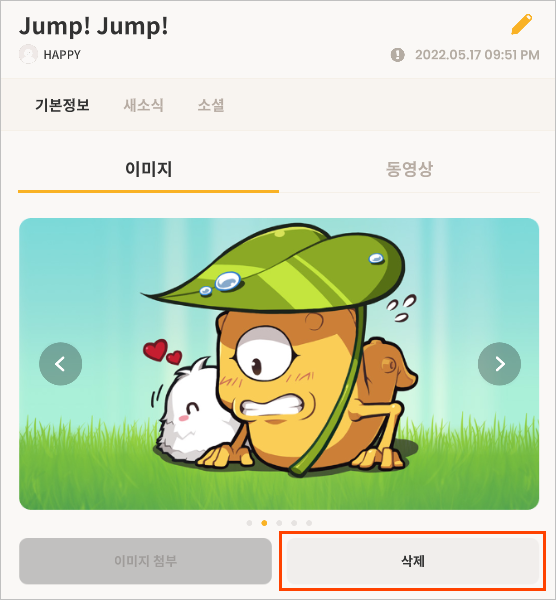 Jump! Jump!
HAPPY
2022.05.17 09:51 PM
기본정보 새소식 소셜
이미지 동영상
이미지 첨부 삭제